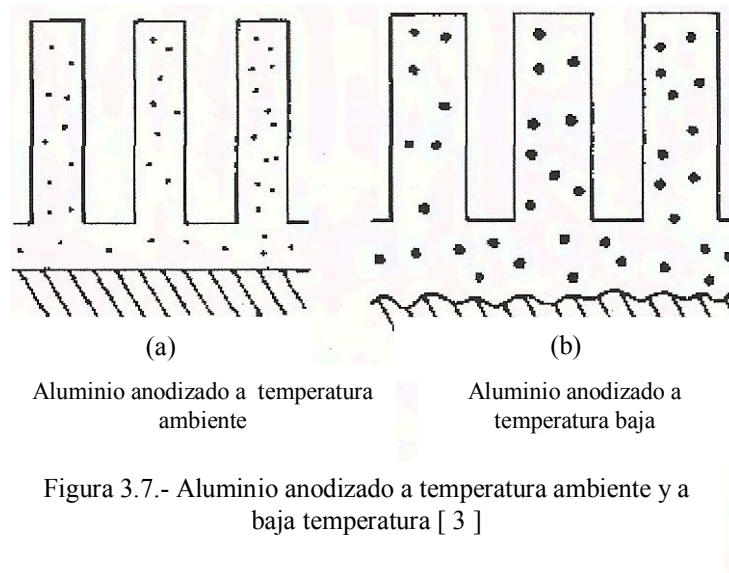 (a)
(b)
Aluminio anodizado a temperatura
ambiente
Aluminio anodizado a
temperatura baja
Figura 3.7.- Aluminio anodizado a temperatura ambiente y a
baja temperatura [ 3 ]